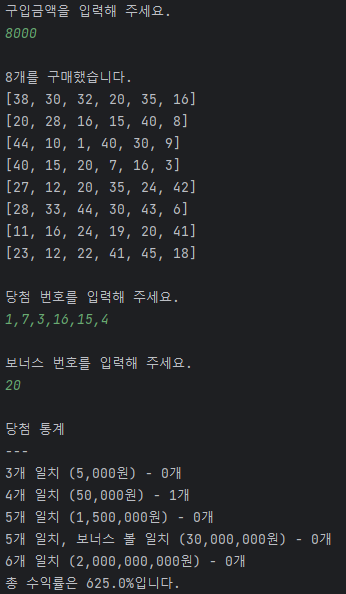 구입금액을 입력해 주세요.
8000
8개를 구매했습니다.
[38, 30, 32, 20, 35, 16]
[20, 28, 16, 15, 40, 8]
[44, 10, 1, 40, 30, 9]
[40, 15, 20, 7, 16, 3]
[27, 12, 20, 35, 24, 42]
[28, 33, 44, 30, 43, 6]
[11, 16, 24, 19, 20, 41]
[23, 12, 22, 41, 45, 18]
당첨 번호를 입력해 주세요.
1,7,3,16,15,4
보너스 번호를 입력해 주세요.
20
당첨 통계
---
3개 일치 (5,000원) - 0개
4개 일치 (50,000원) - 1개
5개 일치 (1,500,000원) - 0개
5개 일치, 보너스 볼 일치 (30,000,000원) - 0개
6개 일치 (2,000,000,000원) - 0개
총 수익률은 625.0%입니다.